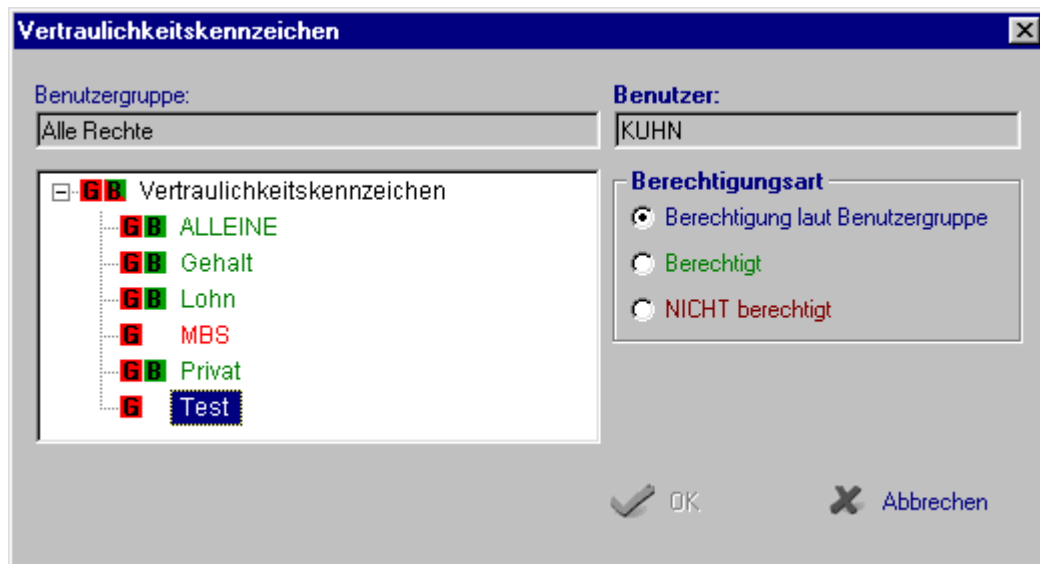 Vertraulichkeitskennzeichen
Benutzergruppe:
Alle Rechte
Benutzer:
KUHN
G B Vertraulichkeitskennzeichen
G B ALLEINE
G B Gehalt
G B Lohn
G MBS
G B Privat
G Test
Berechtigungsart
Berechtigung laut Benutzergruppe
Berechtigt
NICHT berechtigt
OK
Abbrechen